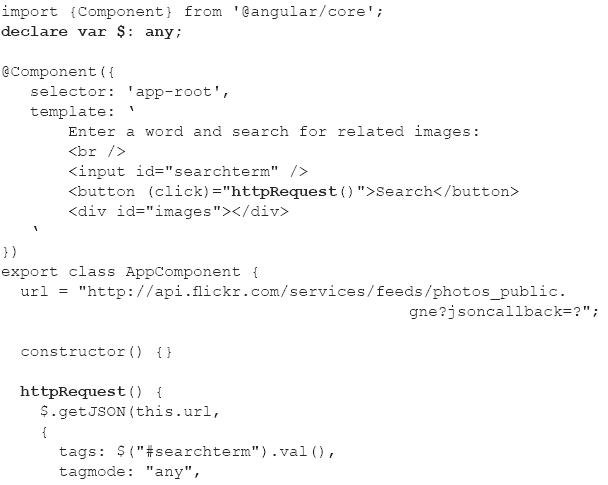 import {Component} from '@angular/core';
declare var $: any;
@Component({
selector: 'app-root',
template: `
Enter a word and search for related images:
<br />
<input id="searchterm" />
<button (click)="httpRequest()">Search</button>
<div id="images"></div>
`
})
export class AppComponent {
url = "http://api.flickr.com/services/feeds/photos_public.
gne?jsoncallback=?";
constructor() {}
httpRequest() {
$.getJSON(this.url,
{
tags: $("#searchterm").val(),
tagmode: "any",